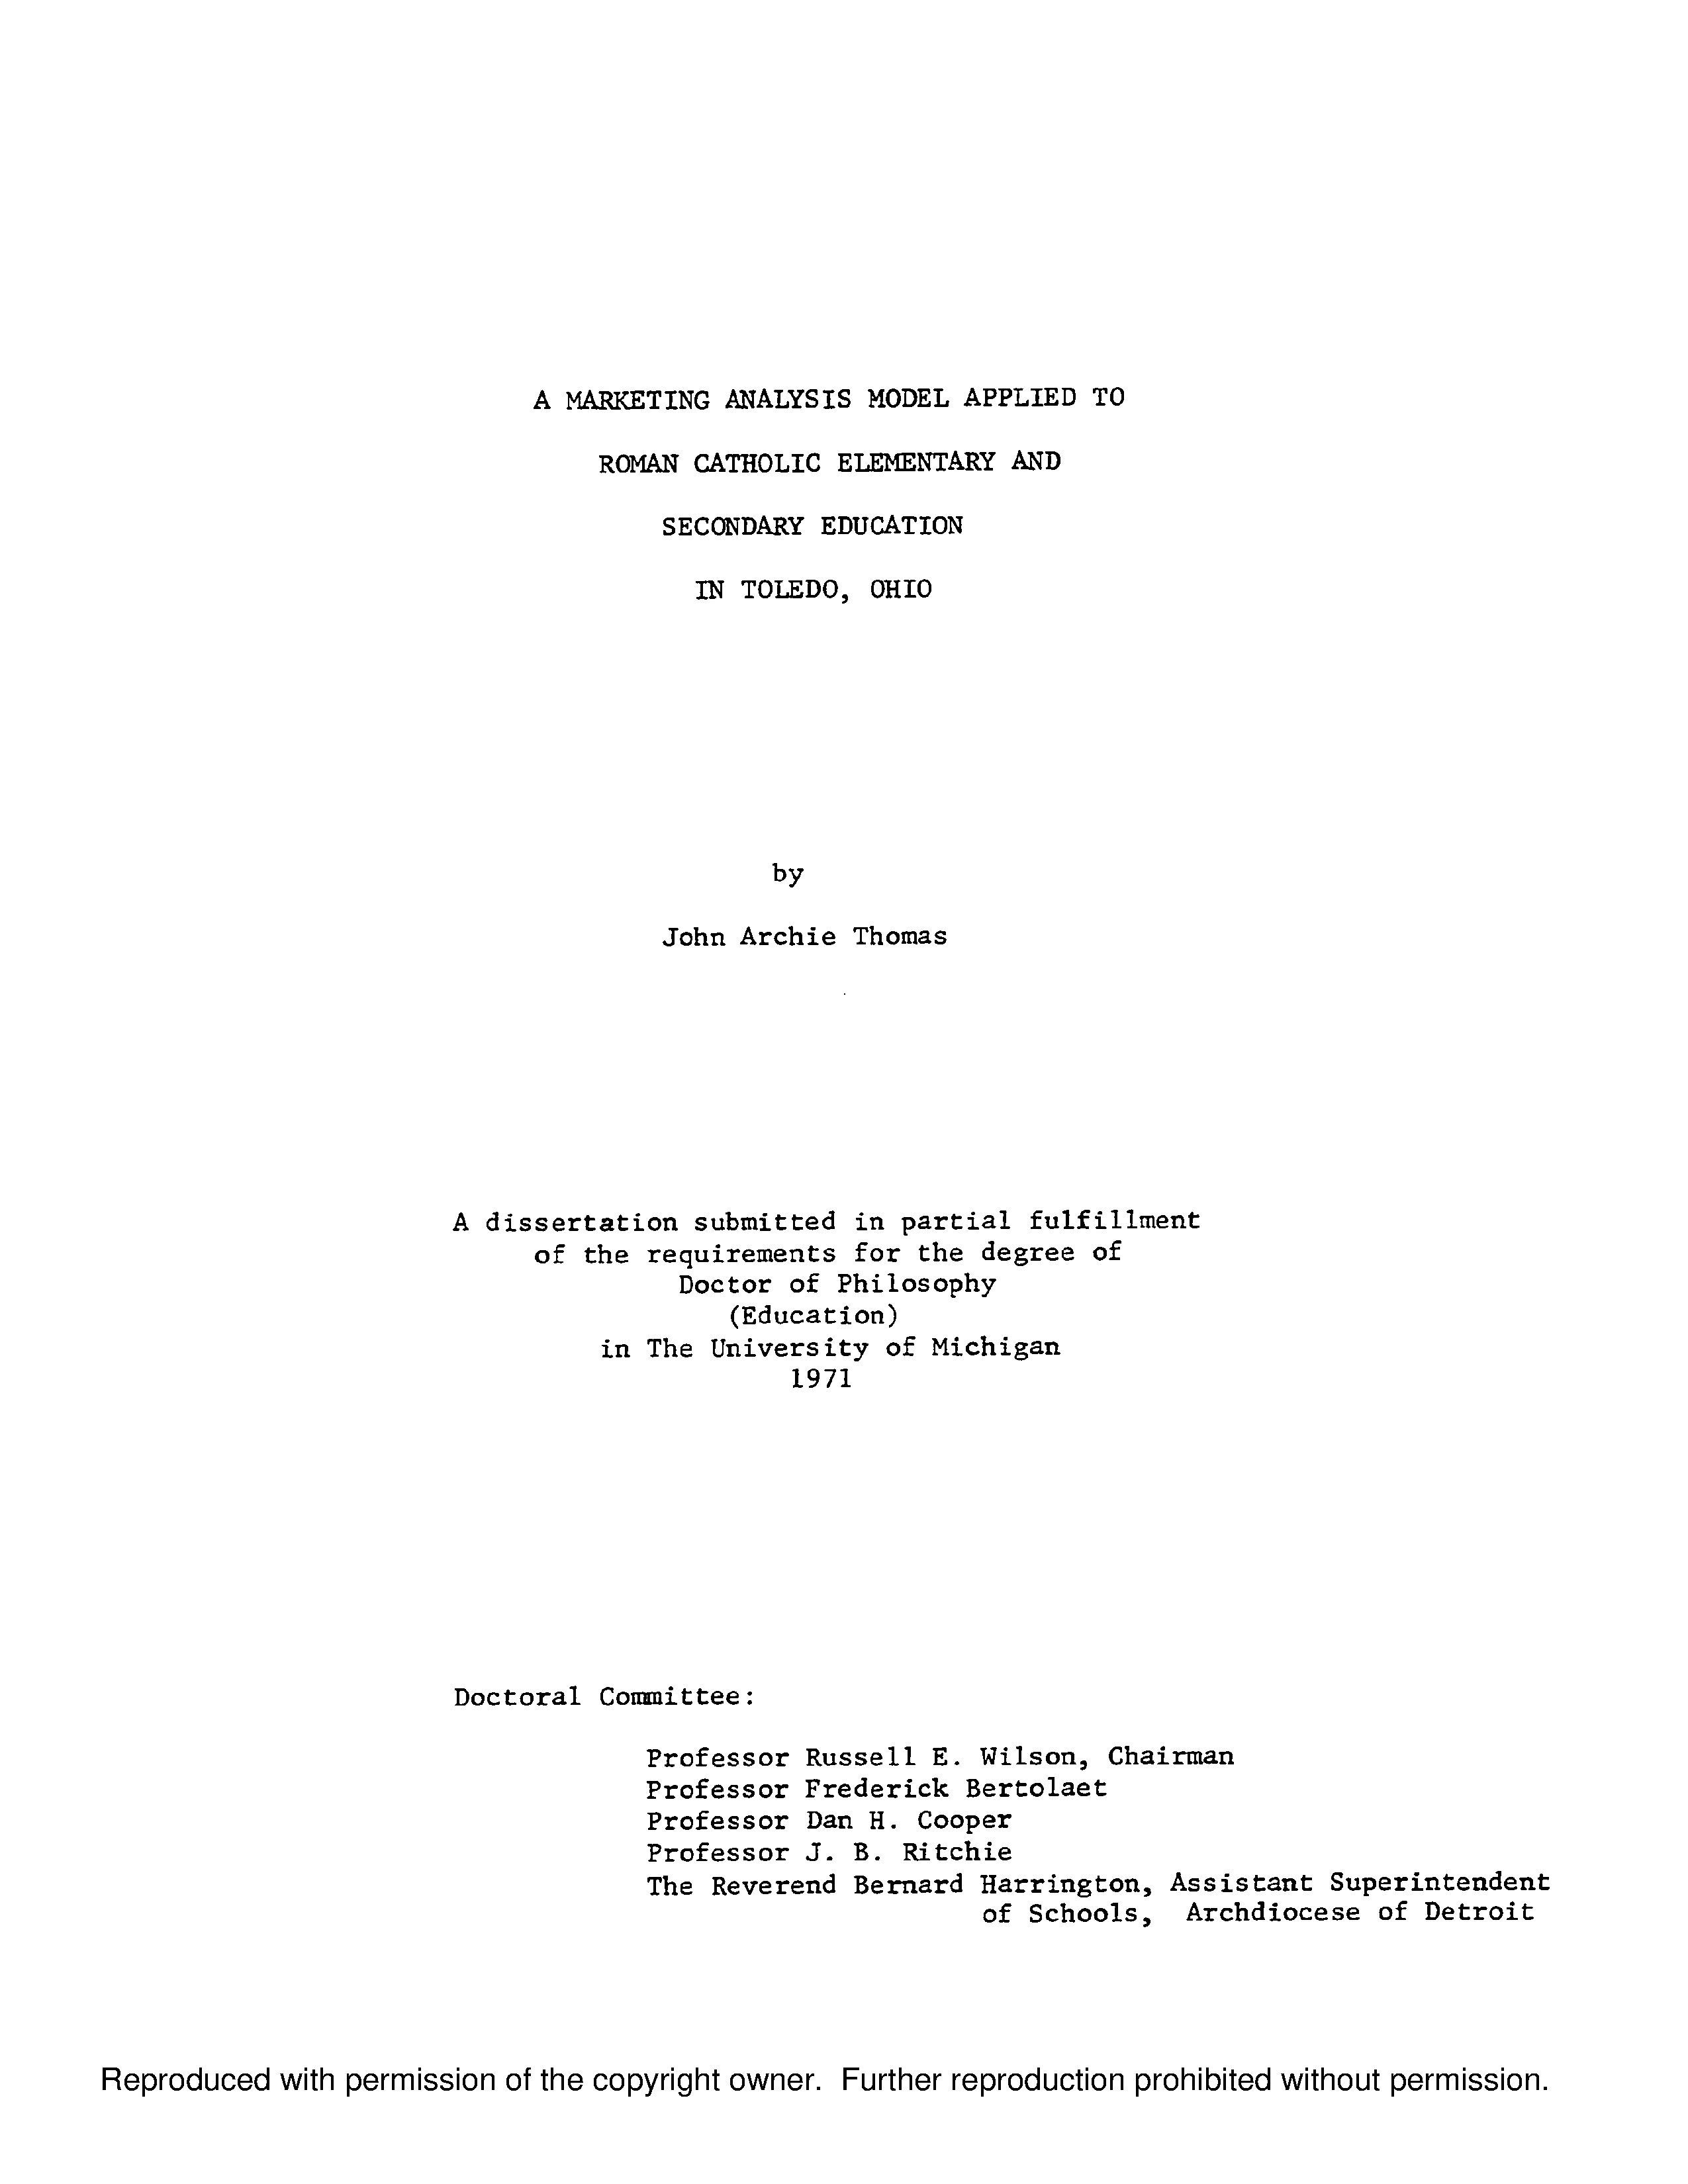 A MARKETING ANALYSIS MODEL APPLIED TO
ROMAN CATHOLIC ELEMENTARY AND
SECONDARY EDUCATION
IN TOLEDO, OHIO
by
John Archie Thomas
A dissertation submitted in partial fulfillment
of the requirements for the degree of
Doctor of Philosophy
(Education)
in The University of Michigan
1971
Doctoral Committee:
Professor Russell E. Wilson, Chairman
Professor Frederick Bertolaet
Professor Dan H. Cooper
Professor J. B. Ritchie
The Reverend Bernard Harrington, Assistant Superintendent
of Schools, Archdiocese of Detroit
Reproduced with permission of the copyright owner. Further reproduction prohibited without permission.